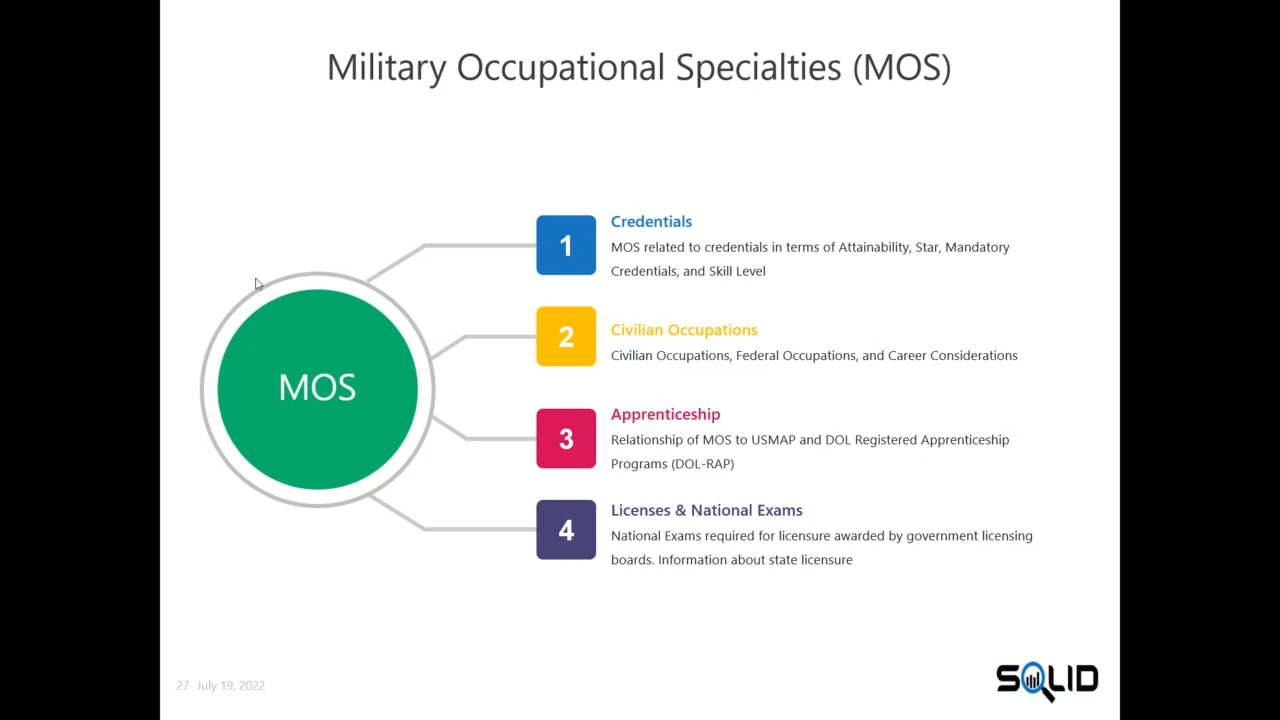 Military Occupational Specialties (MOS)
MOS
1
Credentials
MOS related to credentials in terms of Attainability, Star, Mandatory
Credentials, and Skill Level
2
Civilian Occupations
Civilian Occupations, Federal Occupations, and Career Considerations
3
Apprenticeship
Relationship of MOS to USMAP and DOL Registered Apprenticeship
Programs (DOL-RAP)
4
Licenses & National Exams
National Exams required for licensure awarded by government licensing
boards. Information about state licensure
27 July 19, 2022
SQLID